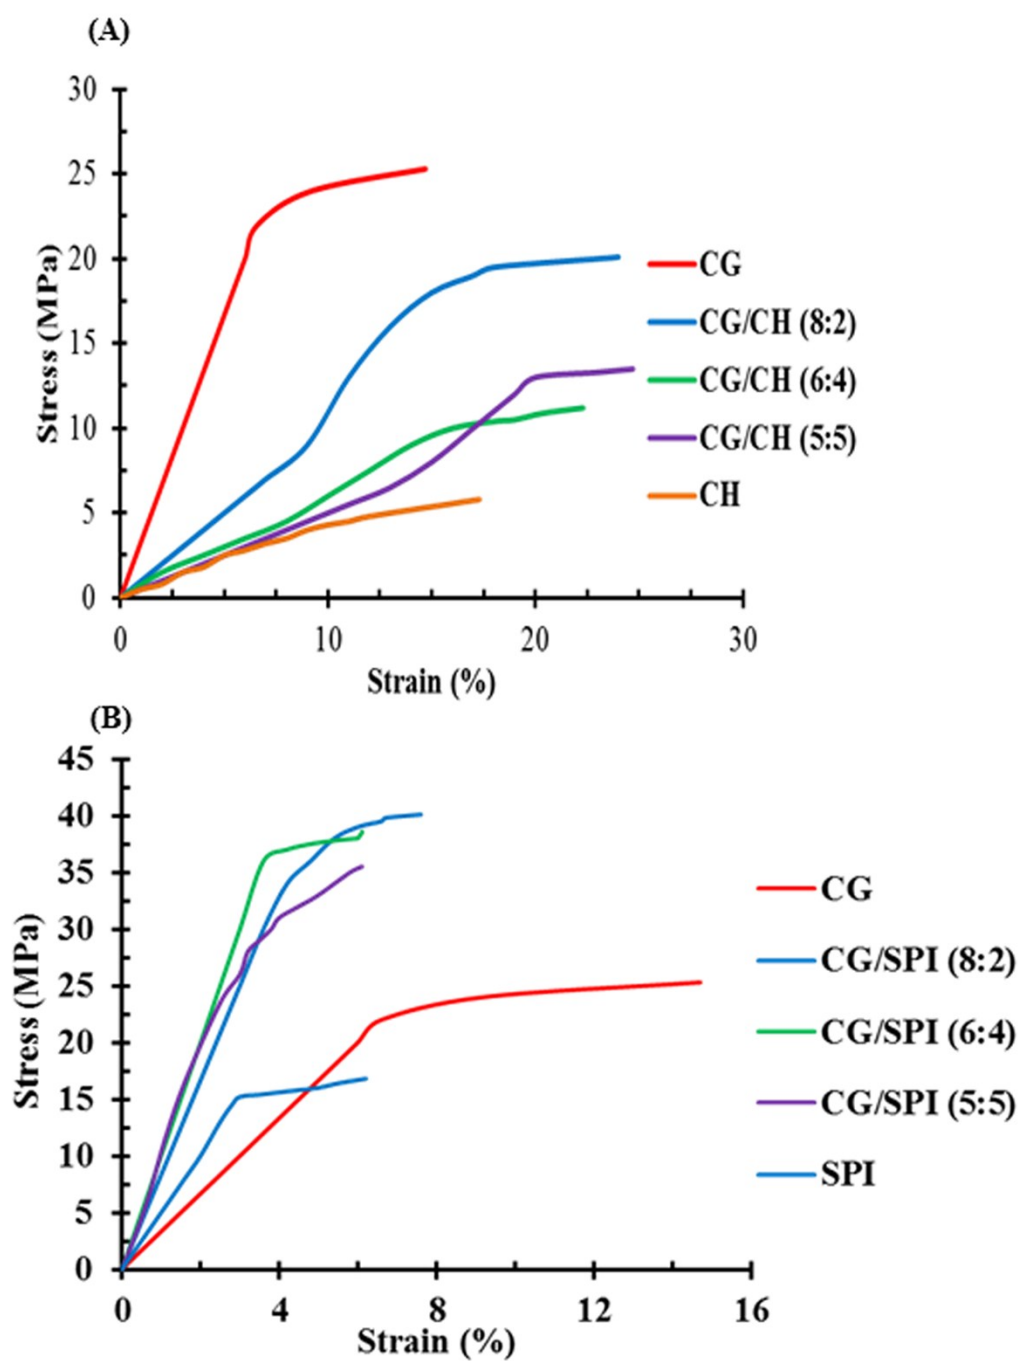 (A)
30
25
20
15
10
5
0
Stress (MPa)
0 10 20 30
Strain (%)
CG
CG/CH (8:2)
CG/CH (6:4)
CG/CH (5:5)
CH
(B)
45
40
35
30
25
20
15
10
5
0
Stress (MPa)
0 4 8 12 16
Strain (%)
CG
CG/SPI (8:2)
CG/SPI (6:4)
CG/SPI (5:5)
SPI